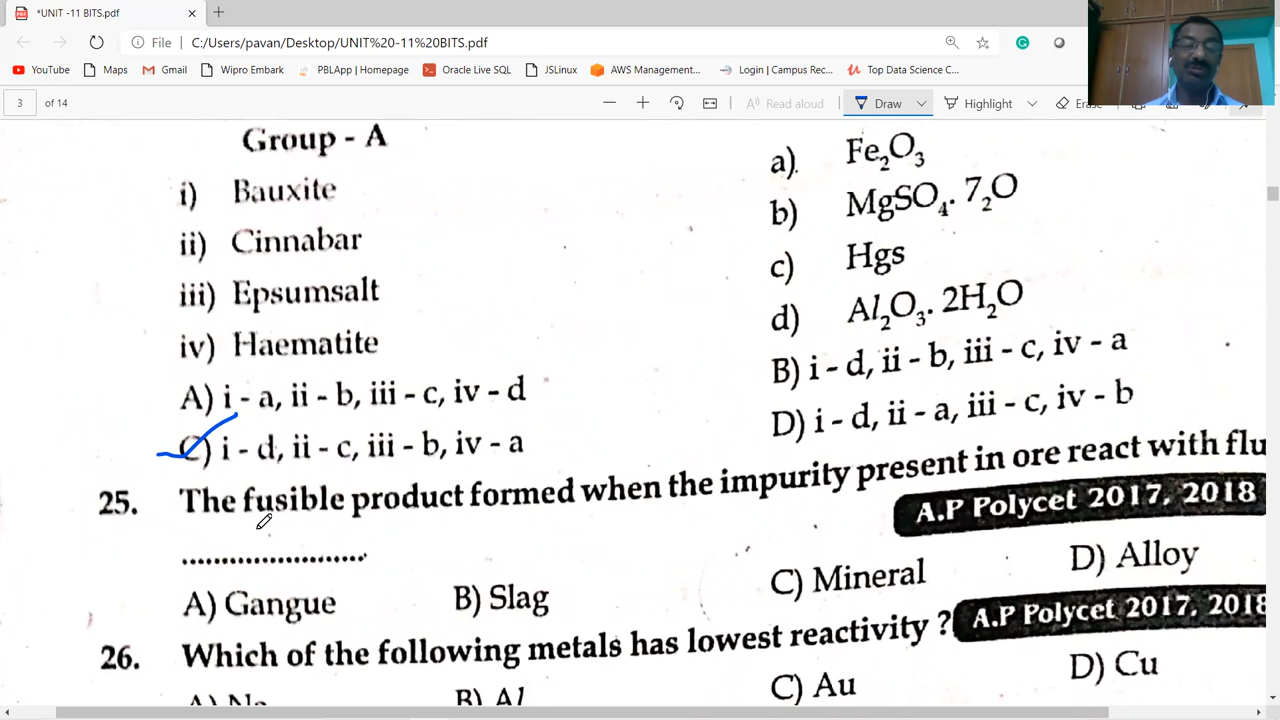 *UNIT -11 BITS.pdf
File C:/Users/pavan/Desktop/UNIT%20-11%20BITS.pdf
YouTube Maps Gmail Wipro Embark PBLApp | Homepage Oracle Live SQL JSLinux AWS Management... Login | Campus Rec... Top Data Science C...
3 of 14 Read aloud Draw Highlight Erase
Group - A
i) Bauxite
ii) Cinnabar
iii) Epsumsalt
iv) Haematite
a). Fe₂O₃
b) MgSO₄. 7₂O
c) Hgs
d) Al₂O₃. 2H₂O
A) i - a, ii - b, iii - c, iv - d
B) i - d, ii - b, iii - c, iv - a
C) i - d, ii - c, iii - b, iv - a
D) i - d, ii - a, iii - c, iv - b
25. The fusible product formed when the impurity present in ore react with flu
A.P Polycet 2017, 2018
........................
A) Gangue B) Slag C) Mineral D) Alloy
26. Which of the following metals has lowest reactivity ? A.P Polycet 2017, 2018
A) Na B) Al C) Au D) Cu